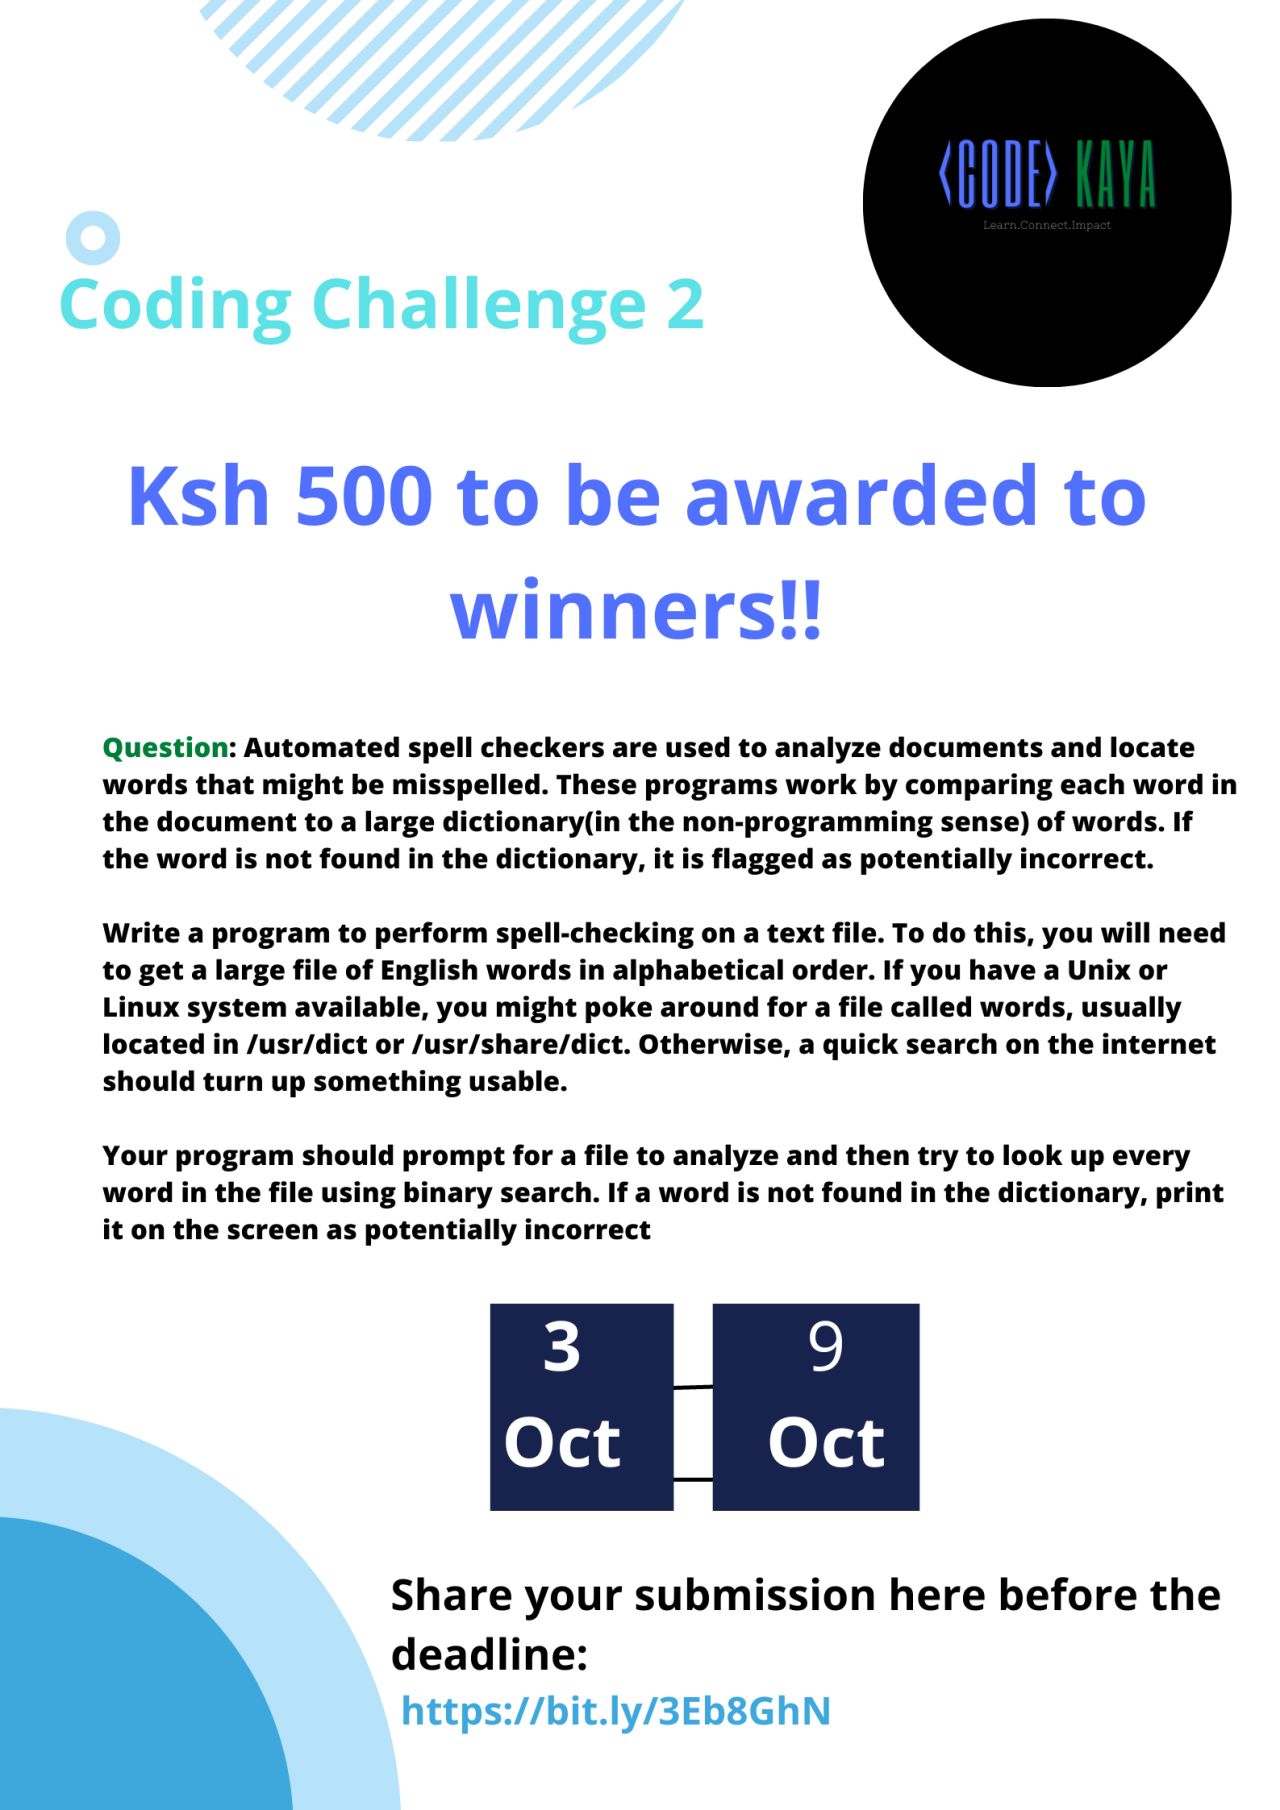 <CODE> KAYA
Learn.Connect.Impact
Coding Challenge 2
Ksh 500 to be awarded to
winners!!
Question: Automated spell checkers are used to analyze documents and locate
words that might be misspelled. These programs work by comparing each word in
the document to a large dictionary(in the non-programming sense) of words. If
the word is not found in the dictionary, it is flagged as potentially incorrect.
Write a program to perform spell-checking on a text file. To do this, you will need
to get a large file of English words in alphabetical order. If you have a Unix or
Linux system available, you might poke around for a file called words, usually
located in /usr/dict or /usr/share/dict. Otherwise, a quick search on the internet
should turn up something usable.
Your program should prompt for a file to analyze and then try to look up every
word in the file using binary search. If a word is not found in the dictionary, print
it on the screen as potentially incorrect
3
Oct
9
Oct
Share your submission here before the
deadline:
https://bit.ly/3Eb8GhN